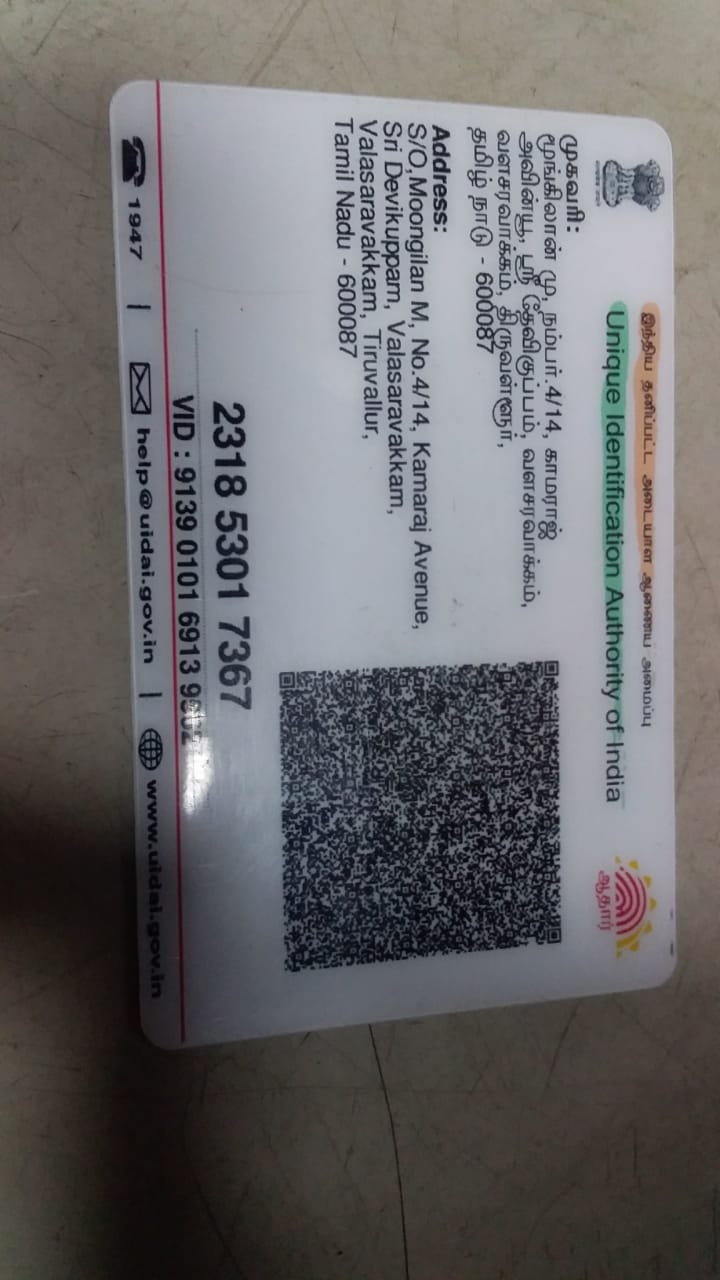 இந்திய தனிப்பட்ட அடையாள ஆணைய அமைப்பு
Unique Identification Authority of India
ஆதார்
முகவரி:
மூங்கிலான் மு, நம்பர் 4/14, காமராஜ்
அவின்யூ, ஸ்ரீ தேவிகுப்பம், வளசரவாக்கம்,
வளசரவாக்கம், திருவள்ளூர்,
தமிழ் நாடு - 600087
Address:
S/O,Moongilan M, No.4/14, Kamaraj Avenue,
Sri Devikuppam, Valasaravakkam,
Valasaravakkam, Tiruvallur,
Tamil Nadu - 600087
2318 5301 7367
VID : 9139 0101 6913
1947 | help@uidai.gov.in | www.uidai.gov.in